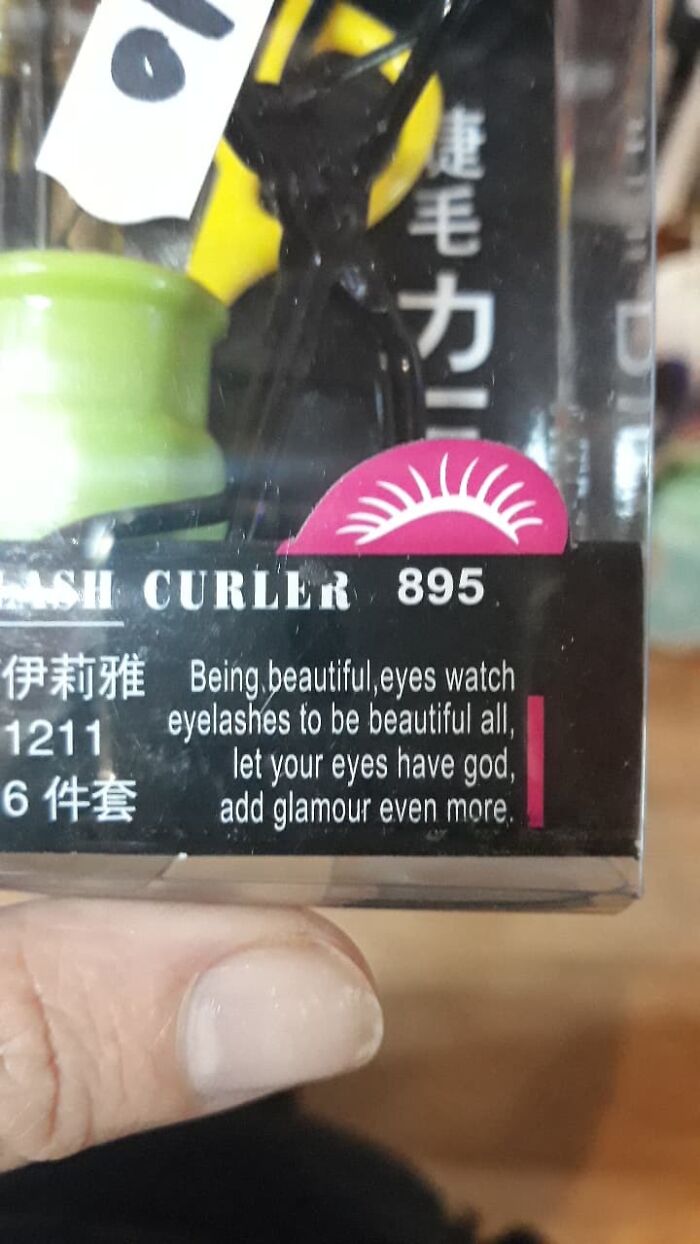 睫毛カ
LASH CURLER 895
伊莉雅
1211
6 件套
Being,beautiful,eyes watch
eyelashes to be beautiful all,
let your eyes have god,
add glamour even more.